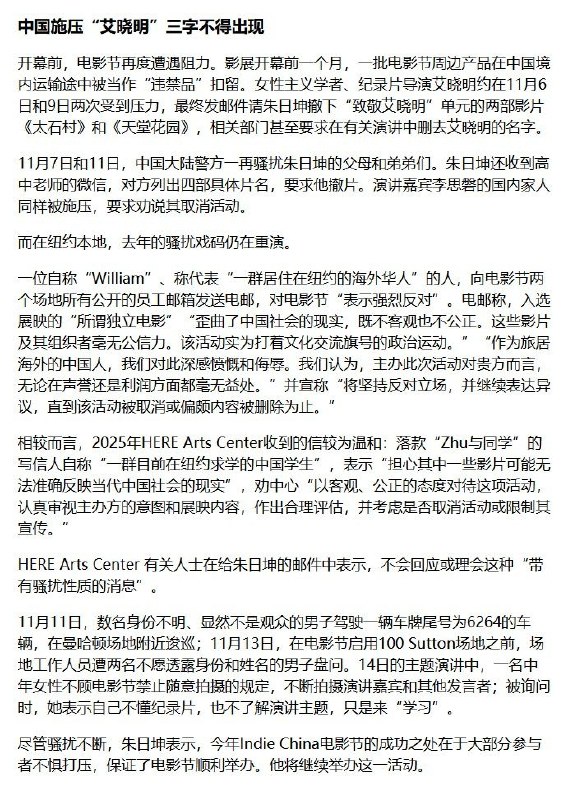 中国施压“艾晓明”三字不得出现
开幕前，电影节再度遭遇阻力。影展开幕前一个月，一批电影节周边产品在中国境
内运输途中被当作“违禁品”扣留。女性主义学者、纪录片导演艾晓明约在11月6
日和9日两次受到压力，最终发邮件请朱日坤撤下“致敬艾晓明”单元的两部影片
《太石村》和《天堂花园》，相关部门甚至要求在有关演讲中删去艾晓明的名字。
11月7日和11日，中国大陆警方一再骚扰朱日坤的父母和弟弟们。朱日坤还收到高
中老师的微信，对方列出四部具体片名，要求他撤片。演讲嘉宾李思磐的国内家人
同样被施压，要求劝说其取消活动。
而在纽约本地，去年的骚扰戏码仍在重演。
一位自称“William”、称代表“一群居住在纽约的海外华人”的人，向电影节两
个场地所有公开的员工邮箱发送电邮，对电影节“表示强烈反对”。电邮称，入选
展映的“所谓独立电影”“歪曲了中国社会的现实，既不客观也不公正。这些影片
及其组织者毫无公信力。该活动实为打着文化交流旗号的政治运动。”“作为旅居
海外的中国人，我们对此深感愤慨和侮辱。我们认为，主办此次活动对贵方而言，
无论在声誉还是利润方面都毫无益处。”并宣称“将坚持反对立场，并继续表达异
议，直到该活动被取消或偏颇内容被删除为止。”
相较而言，2025年HERE Arts Center收到的信较为温和：落款“Zhu与同学”的
写信人自称“一群目前在纽约求学的中国学生”，表示“担心其中一些影片可能无
法准确反映当代中国社会的现实”，劝中心“以客观、公正的态度对待这项活动，
认真审视主办方的意图和展映内容，作出合理评估，并考虑是否取消活动或限制其
宣传。”
HERE Arts Center 有关人士在给朱日坤的邮件中表示，不会回应或理会这种“带
有骚扰性质的消息”。
11月11日，数名身份不明、显然不是观众的男子驾驶一辆车牌尾号为6264的车
辆，在曼哈顿场地附近逡巡；11月13日，在电影节启用100 Sutton场地之前，场
地工作人员遭两名不愿透露身份和姓名的男子盘问。14日的主题演讲中，一名中
年女性不顾电影节禁止随意拍摄的规定，不断拍摄演讲嘉宾和其他发言者；被询问
时，她表示自己不懂纪录片，也不了解演讲主题，只是来“学习”。
尽管骚扰不断，朱日坤表示，今年Indie China电影节的成功之处在于大部分参与
者不惧打压，保证了电影节顺利举办。他将继续举办这一活动。